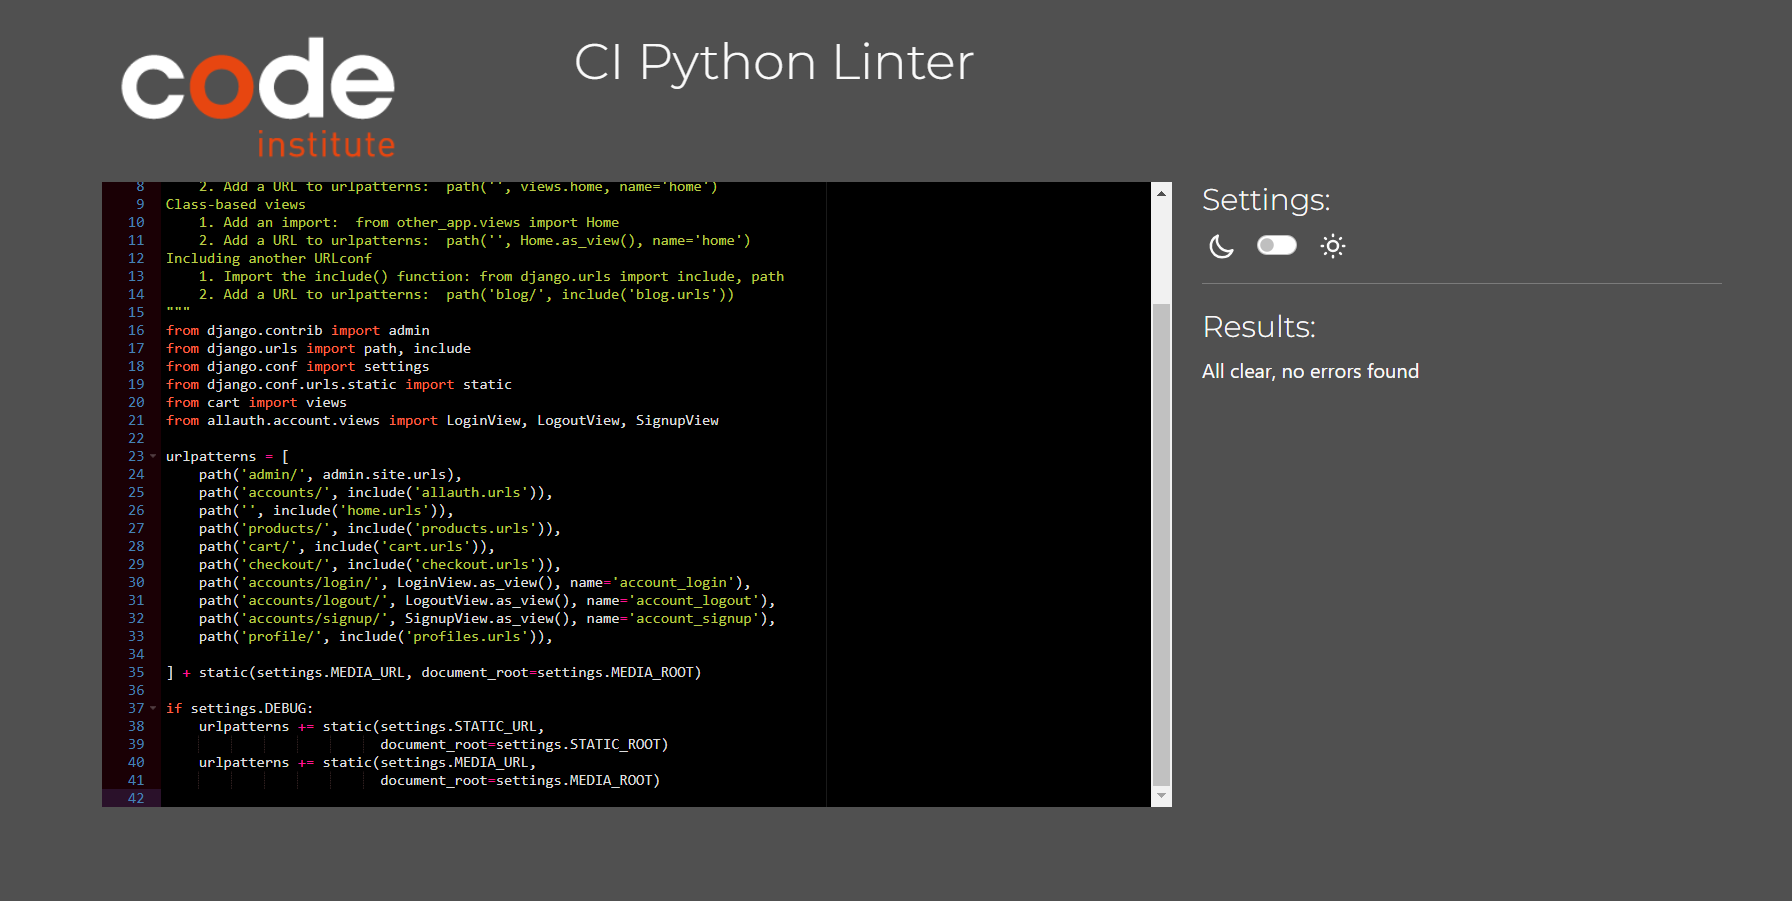 code
institute
CI Python Linter
8     2. Add a URL to urlpatterns:  path('', views.home, name='home')
9 Class-based views
10     1. Add an import:  from other_app.views import Home
11     2. Add a URL to urlpatterns:  path('', Home.as_view(), name='home')
12 Including another URLconf
13     1. Import the include() function: from django.urls import include, path
14     2. Add a URL to urlpatterns:  path('blog/', include('blog.urls'))
15 """
16 from django.contrib import admin
17 from django.urls import path, include
18 from django.conf import settings
19 from django.conf.urls.static import static
20 from cart import views
21 from allauth.account.views import LoginView, LogoutView, SignupView
22
23 urlpatterns = [
24     path('admin/', admin.site.urls),
25     path('accounts/', include('allauth.urls')),
26     path('', include('home.urls')),
27     path('products/', include('products.urls')),
28     path('cart/', include('cart.urls')),
29     path('checkout/', include('checkout.urls')),
30     path('accounts/login/', LoginView.as_view(), name='account_login'),
31     path('accounts/logout/', LogoutView.as_view(), name='account_logout'),
32     path('accounts/signup/', SignupView.as_view(), name='account_signup'),
33     path('profile/', include('profiles.urls')),
34
35 ] + static(settings.MEDIA_URL, document_root=settings.MEDIA_ROOT)
36
37 if settings.DEBUG:
38     urlpatterns += static(settings.STATIC_URL,
39                           document_root=settings.STATIC_ROOT)
40     urlpatterns += static(settings.MEDIA_URL,
41                           document_root=settings.MEDIA_ROOT)
42
Settings:
Results:
All clear, no errors found